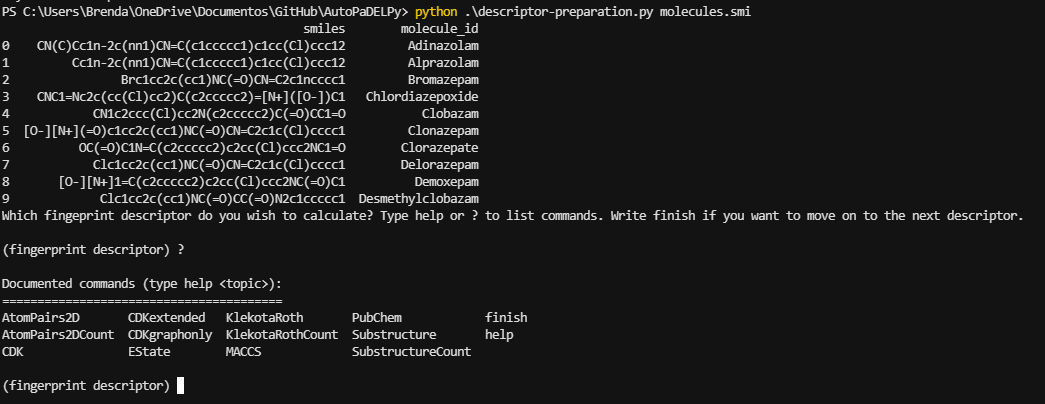 PS C:\Users\Brenda\OneDrive\Documentos\GitHub\AutoPaDELPy> python .\descriptor-preparation.py molecules.smi
smiles molecule_id
0 CN(C)Cc1n-2c(nn1)CN=C(c1ccccc1)c1cc(Cl)ccc12 Adinazolam
1 Cc1n-2c(nn1)CN=C(c1ccccc1)c1cc(Cl)ccc12 Alprazolam
2 Brc1cc2c(cc1)NC(=O)CN=C2c1ncccc1 Bromazepam
3 CNC1=Nc2c(cc(Cl)cc2)C(c2ccccc2)=[N+]([O-])C1 Chlordiazepoxide
4 CN1c2ccc(Cl)cc2N(c2ccccc2)C(=O)CC1=O Clobazam
5 [O-][N+](=O)c1cc2c(cc1)NC(=O)CN=C2c1c(Cl)cccc1 Clonazepam
6 OC(=O)C1N=C(c2ccccc2)c2cc(Cl)ccc2NC1=O Clorazepate
7 Clc1cc2c(cc1)NC(=O)CN=C2c1c(Cl)cccc1 Delorazepam
8 [O-][N+]1=C(c2ccccc2)c2cc(Cl)ccc2NC(=O)C1 Demoxepam
9 Clc1cc2c(cc1)NC(=O)CC(=O)N2c1ccccc1 Desmethylclobazam
Which fingeprint descriptor do you wish to calculate? Type help or ? to list commands. Write finish if you want to move on to the next descriptor.
(fingerprint descriptor) ?
Documented commands (type help <topic>):
========================================
AtomPairs2D CDKextended KlekotaRoth PubChem finish
AtomPairs2DCount CDKgraphonly KlekotaRothCount Substructure help
CDK EState MACCS SubstructureCount
(fingerprint descriptor)